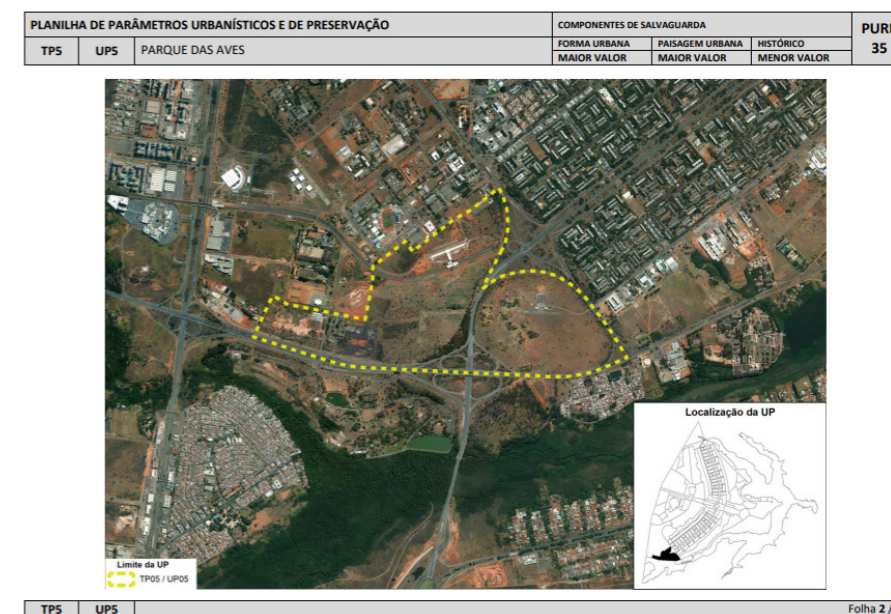 PLANILHA DE PARÂMETROS URBANÍSTICOS E DE PRESERVAÇÃO
COMPONENTES DE SALVAGUARDA
TP5 UP5 PARQUE DAS AVES
FORMA URBANA PAISAGEM URBANA HISTÓRICO
MAIOR VALOR MAIOR VALOR MENOR VALOR
PURP
35
Localização da UP
Limite da UP
TP05 / UP05
TP5 UP5 Folha 2 /